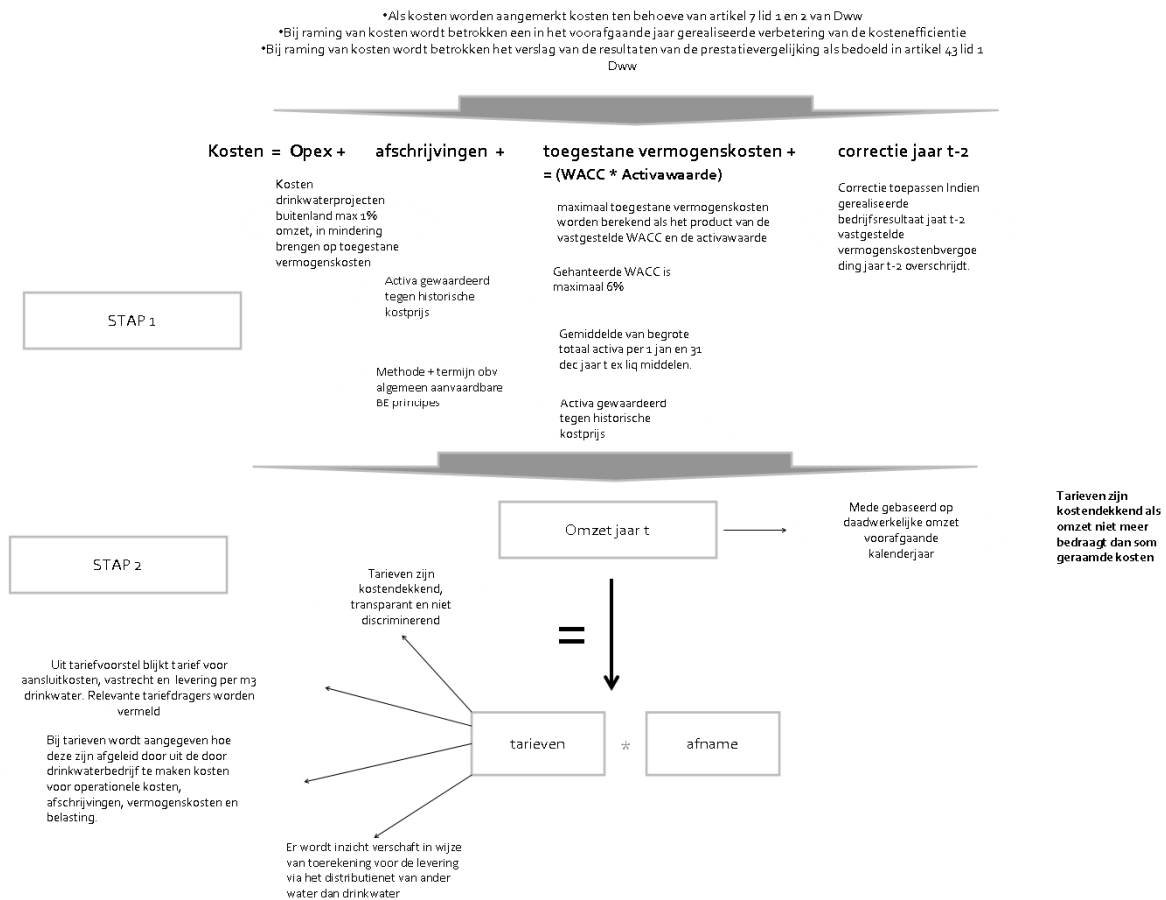 •Als kosten worden aangemerkt kosten ten behoeve van artikel 7 lid 1 en 2 van Dww
•Bij raming van kosten wordt betrokken een in het voorafgaande jaar gerealiseerde verbetering van de kostenefficientie
•Bij raming van kosten wordt betrokken het verslag van de resultaten van de prestatievergelijking als bedoeld in artikel 43 lid 1
Dww
Kosten = Opex + afschrijvingen + toegestane vermogenskosten + correctie jaar t-2
= (WACC * Activawaarde)
Kosten
drinkwaterprojecten
buitenland max 1%
omzet, in mindering
brengen op toegestane
vermogenskosten
Activa gewaardeerd
tegen historische
kostprijs
Methode + termijn obv
algemeen aanvaardbare
BE principes
maximaal toegestane vermogenskosten
worden berekend als het product van de
vastgestelde WACC en de activawaarde
Gehanteerde WACC is
maximaal 6%
Gemiddelde van begrote
totaal activa per 1 jan en 31
dec jaar t ex liq middelen.
Activa gewaardeerd
tegen historische
kostprijs
Correctie toepassen Indien
gerealiseerde
bedrijfsresultaat jaat t-2
vastgestelde
vermogenskostenbvergoe
ding jaar t-2 overschrijdt.
STAP 1
STAP 2
Omzet jaar t
Mede gebaseerd op
daadwerkelijke omzet
voorafgaande
kalenderjaar
Tarieven zijn
kostendekkend als
omzet niet meer
bedraagt dan som
geraamde kosten
Tarieven zijn
kostendekkend,
transparant en niet
discriminerend
=
Uit tariefvoorstel blijkt tarief voor
aansluitkosten, vastrecht en levering per m3
drinkwater. Relevante tariefdragers worden
vermeld
tarieven * afname
Bij tarieven wordt aangegeven hoe
deze zijn afgeleid door uit de door
drinkwaterbedrijf te maken kosten
voor operationele kosten,
afschrijvingen, vermogenskosten en
belasting.
Er wordt inzicht verschaft in wijze
van toerekening voor de levering
via het distributienet van ander
water dan drinkwater